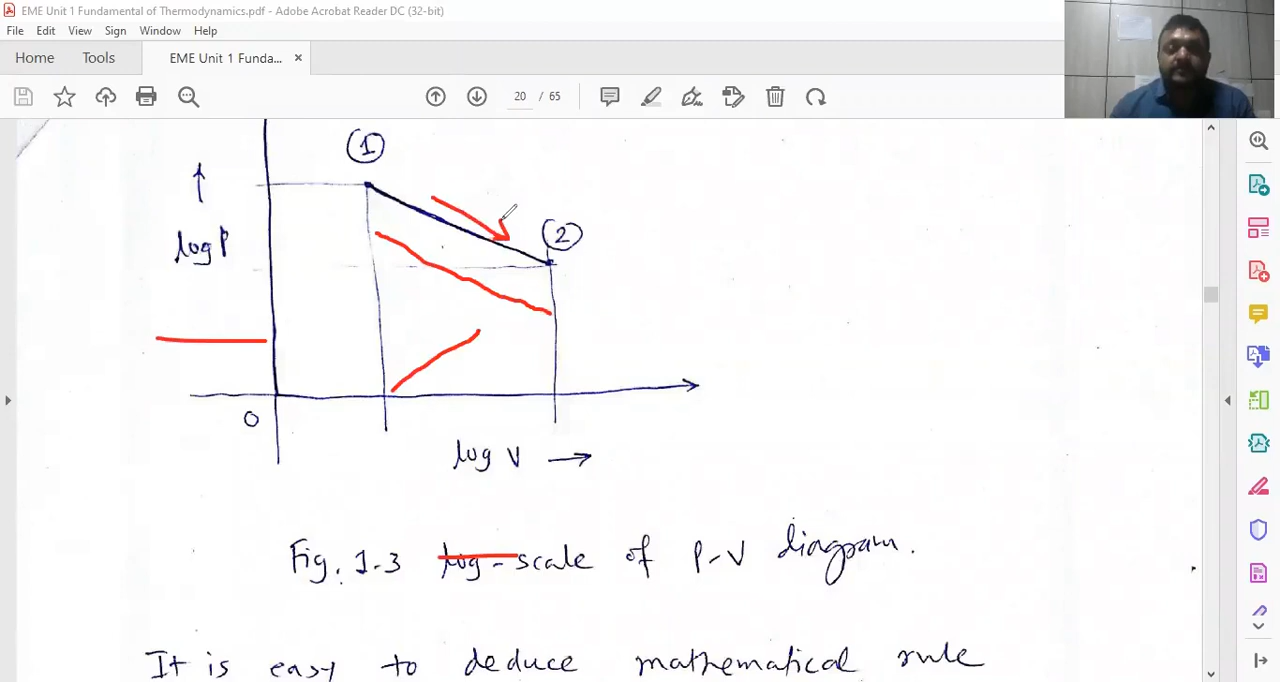 EME Unit 1 Fundamental of Thermodynamics.pdf - Adobe Acrobat Reader DC (32-bit)
File Edit View Sign Window Help
Home Tools EME Unit 1 Funda... ×
20 / 65
1
log P
2
0
log V
Fig. 1.3 log-scale of P-V diagram.
It is easy to deduce mathematical rule